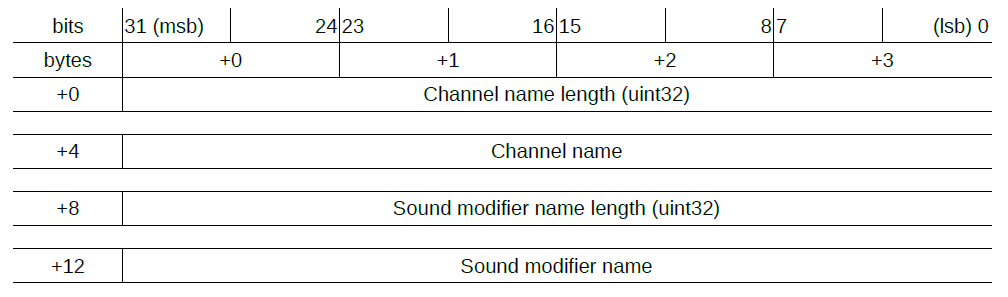 bits 31 (msb) 24 23 16 15 8 7 (lsb) 0
bytes +0 +1 +2 +3
+0 Channel name length (uint32)
+4 Channel name
+8 Sound modifier name length (uint32)
+12 Sound modifier name